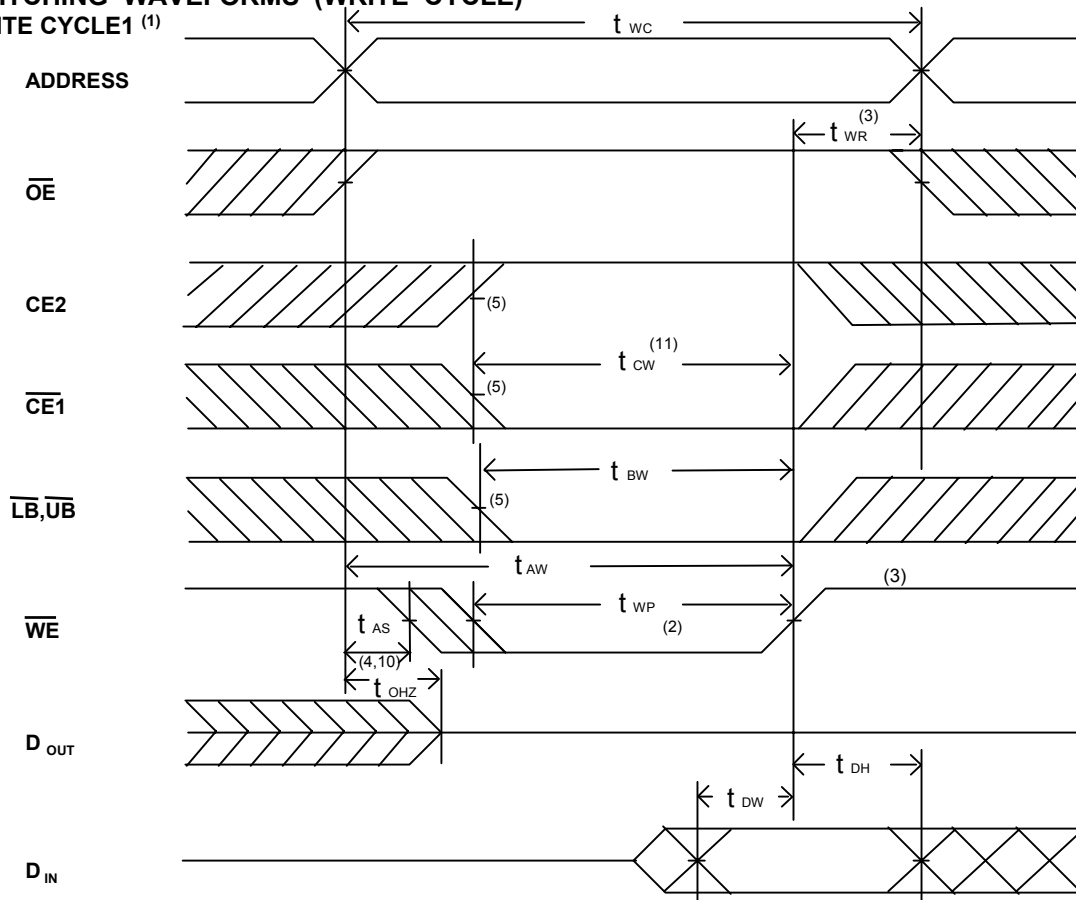 ITCHING WAVEFORMS (WRITE CYCLE)
ITE CYCLE1 (1)
t WC
ADDRESS
t WR (3)
OE
CE2
(5)
t CW (11)
CE1
(5)
t BW
LB,UB
(5)
t AW
(3)
t WP
(2)
WE
t AS
(4,10)
t OHZ
D OUT
t DH
t DW
D IN